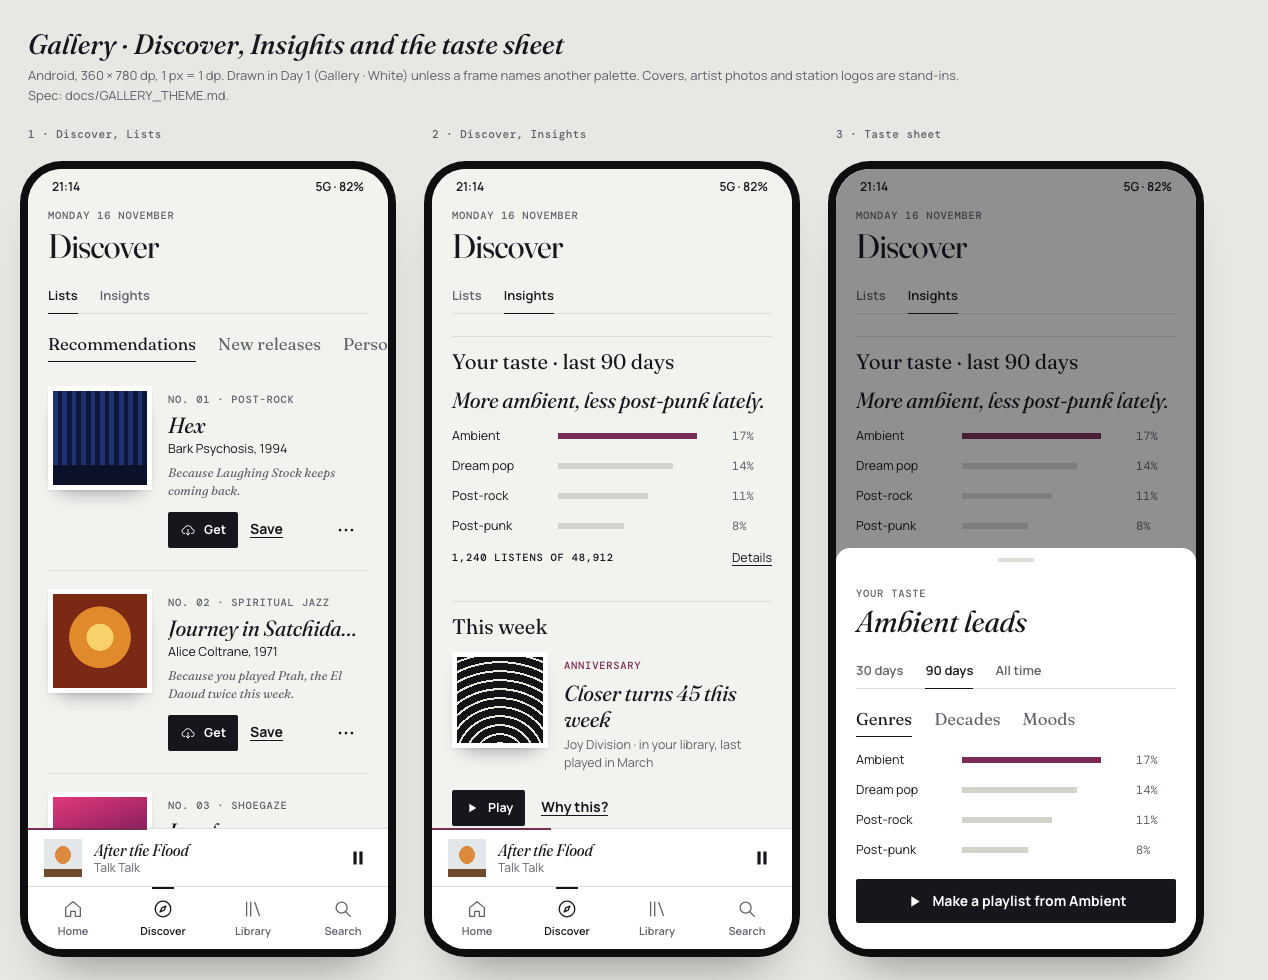 Gallery · Discover, Insights and the taste sheet
Android, 360 × 780 dp, 1 px = 1 dp. Drawn in Day 1 (Gallery · White) unless a frame names another palette. Covers, artist photos and station logos are stand-ins.
Spec: docs/GALLERY_THEME.md.
1 · Discover, Lists
21:14
5G · 82%
MONDAY 16 NOVEMBER
Discover
Lists
Insights
Recommendations
New releases
Perso
NO. 01 · POST-ROCK
Hex
Bark Psychosis, 1994
Because Laughing Stock keeps
coming back.
Get
Save
NO. 02 · SPIRITUAL JAZZ
Journey in Satchida...
Alice Coltrane, 1971
Because you played Ptah, the El
Daoud twice this week.
Get
Save
NO. 03 · SHOEGAZE
After the Flood
Talk Talk
Home
Discover
Library
Search
2 · Discover, Insights
21:14
5G · 82%
MONDAY 16 NOVEMBER
Discover
Lists
Insights
Your taste · last 90 days
More ambient, less post-punk lately.
Ambient
17%
Dream pop
14%
Post-rock
11%
Post-punk
8%
1,240 LISTENS OF 48,912
Details
This week
ANNIVERSARY
Closer turns 45 this
week
Joy Division · in your library, last
played in March
Play
Why this?
After the Flood
Talk Talk
Home
Discover
Library
Search
3 · Taste sheet
21:14
5G · 82%
MONDAY 16 NOVEMBER
Discover
Lists
Insights
Your taste · last 90 days
More ambient, less post-punk lately.
Ambient
17%
Dream pop
14%
Post-rock
11%
Post-punk
8%
YOUR TASTE
Ambient leads
30 days
90 days
All time
Genres
Decades
Moods
Ambient
17%
Dream pop
14%
Post-rock
11%
Post-punk
8%
Make a playlist from Ambient